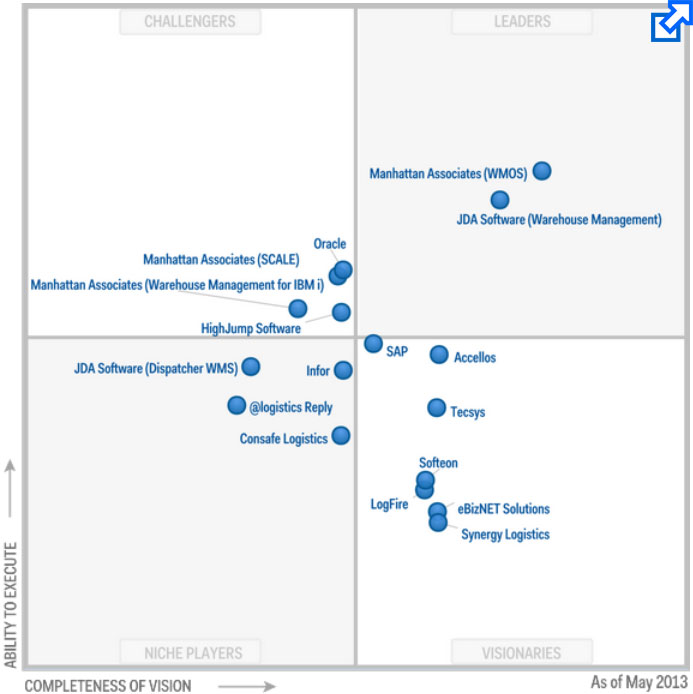 CHALLENGERS
LEADERS
Manhattan Associates (WMOS)
JDA Software (Warehouse Management)
Oracle
Manhattan Associates (SCALE)
Manhattan Associates (Warehouse Management for IBM i)
HighJump Software
SAP
Accellos
JDA Software (Dispatcher WMS)
Infor
@logistics Reply
Tecsys
Consafe Logistics
Softeon
LogFire
eBizNET Solutions
Synergy Logistics
ABILITY TO EXECUTE
NICHE PLAYERS
VISIONARIES
COMPLETENESS OF VISION
As of May 2013